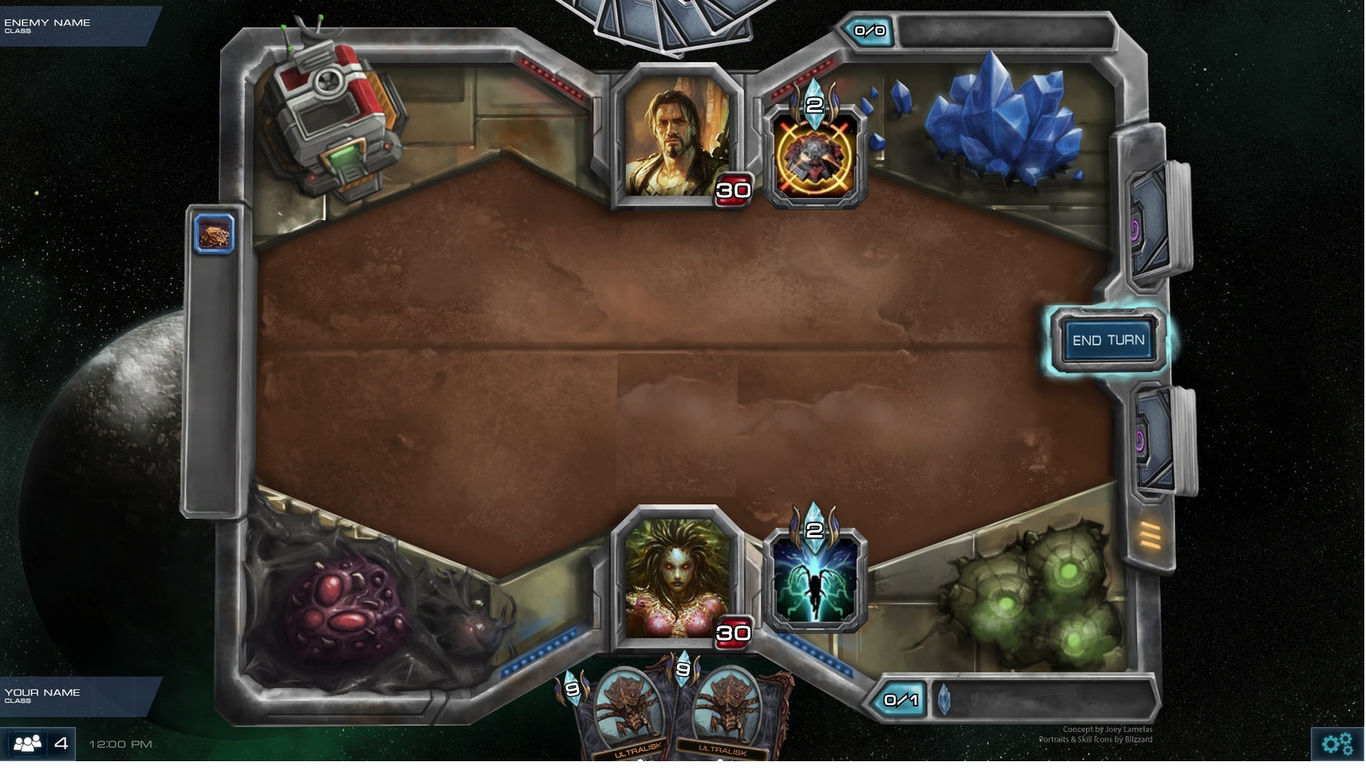 ENEMY NAME
CLASS
0/0
2
30
END TURN
2
30
YOUR NAME
CLASS
9
9
0/1
ULTRALISK
ULTRALISK
4
12:00 PM
Concept by Joey Lamelas
Portraits & Skill Icons by Blizzard